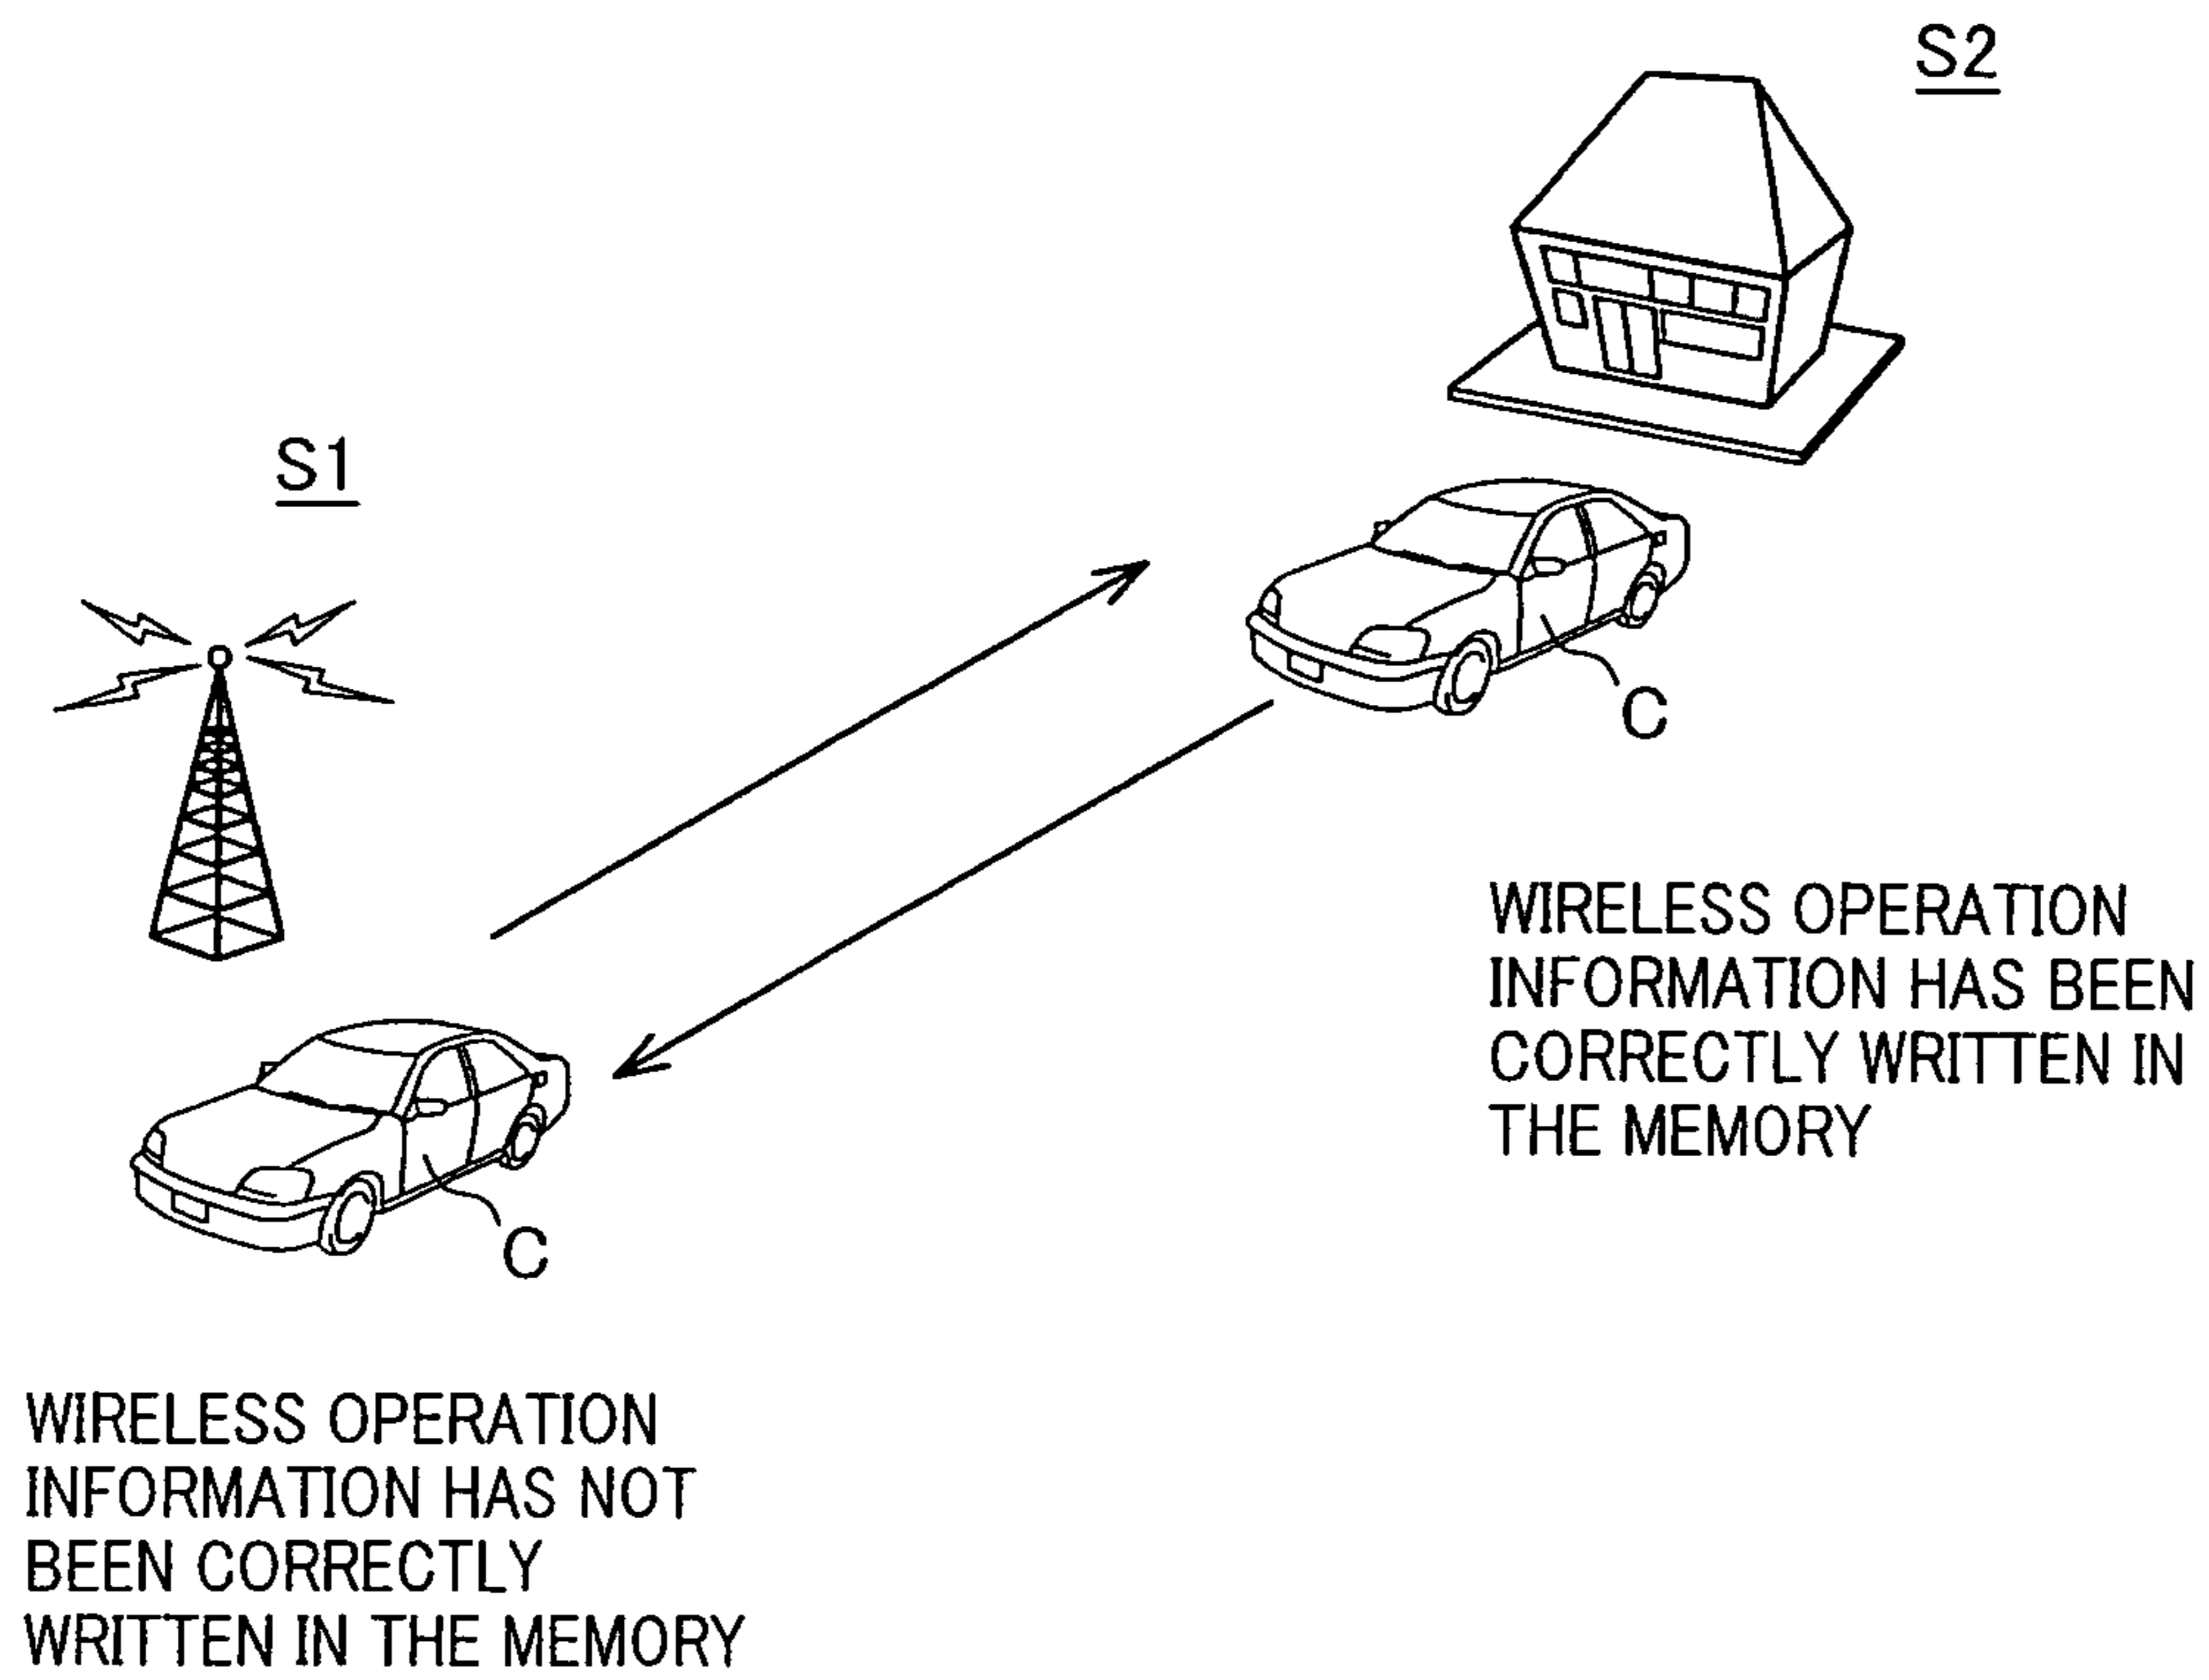 S2
S1
C
WIRELESS OPERATION
INFORMATION HAS BEEN
CORRECTLY WRITTEN IN
THE MEMORY
C
WIRELESS OPERATION
INFORMATION HAS NOT
BEEN CORRECTLY
WRITTEN IN THE MEMORY